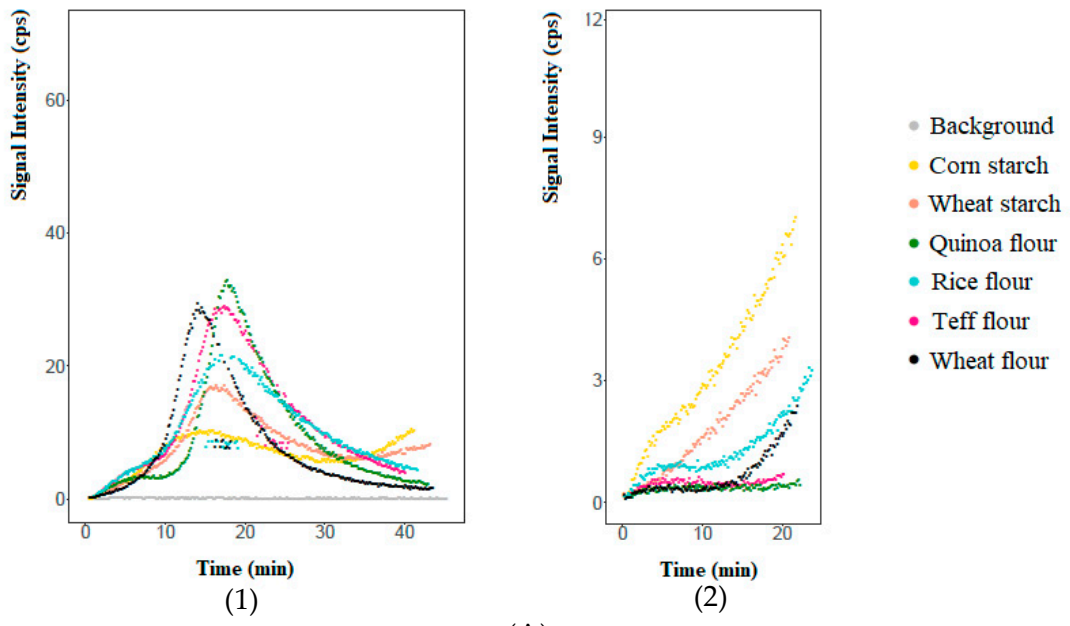 Signal Intensity (cps)
60
40
20
0
0 10 20 30 40
Time (min)
(1)
Signal Intensity (cps)
12
9
6
3
0
0 10 20
Time (min)
(2)
Background
Corn starch
Wheat starch
Quinoa flour
Rice flour
Teff flour
Wheat flour